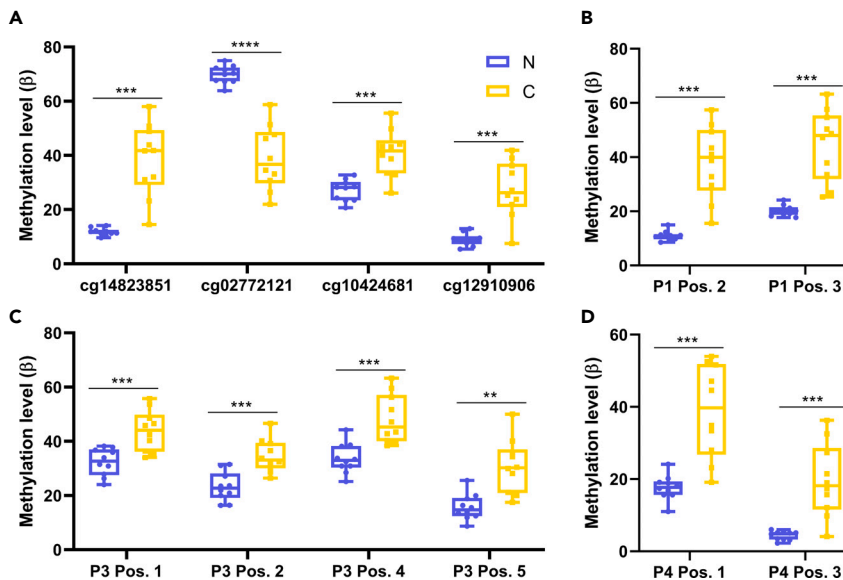 A
Methylation level (β)
80
60
40
20
0
***
****
***
***
N
C
cg14823851 cg02772121 cg10424681 cg12910906
B
Methylation level (β)
80
60
40
20
0
***
***
P1 Pos. 2 P1 Pos. 3
C
Methylation level (β)
80
60
40
20
0
***
***
***
**
P3 Pos. 1 P3 Pos. 2 P3 Pos. 4 P3 Pos. 5
D
Methylation level (β)
60
40
20
0
***
***
P4 Pos. 1 P4 Pos. 3